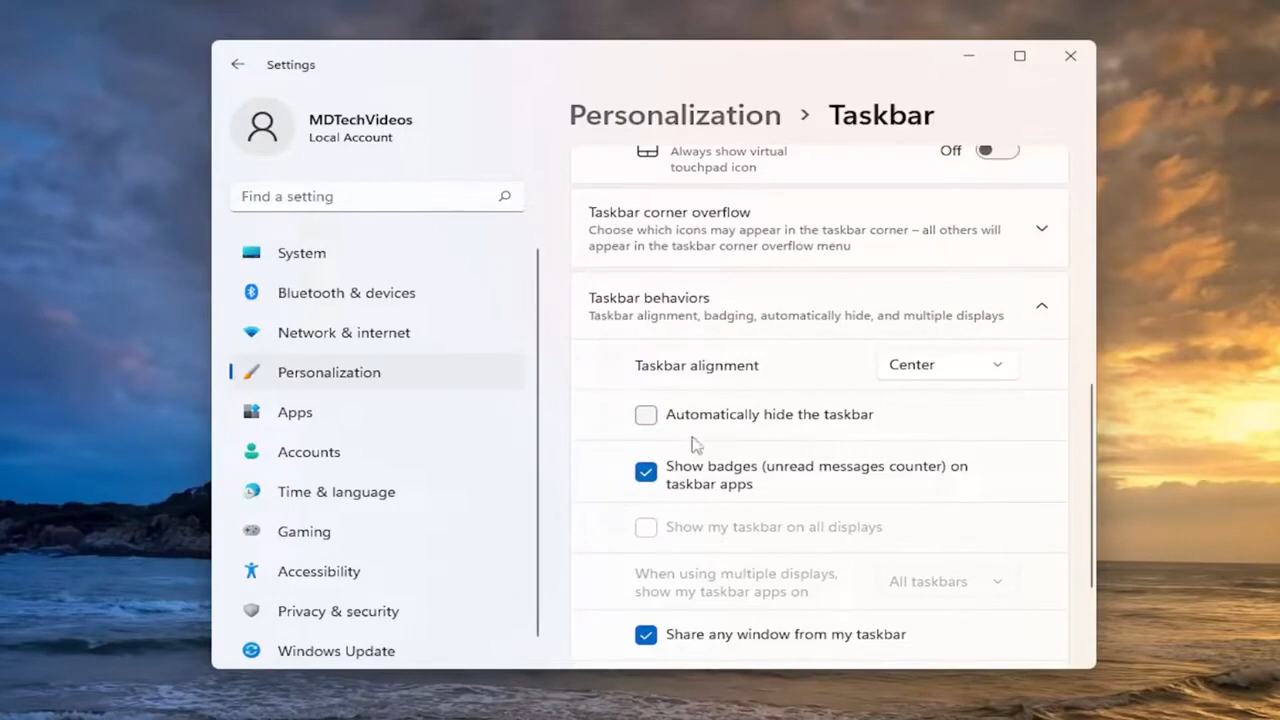 Settings
MDTechVideos
Local Account
Find a setting
System
Bluetooth & devices
Network & internet
Personalization
Apps
Accounts
Time & language
Gaming
Accessibility
Privacy & security
Windows Update
Personalization > Taskbar
Always show virtual
touchpad icon
Off
Taskbar corner overflow
Choose which icons may appear in the taskbar corner – all others will
appear in the taskbar corner overflow menu
Taskbar behaviors
Taskbar alignment, badging, automatically hide, and multiple displays
Taskbar alignment
Center
Automatically hide the taskbar
Show badges (unread messages counter) on
taskbar apps
Show my taskbar on all displays
When using multiple displays,
show my taskbar apps on
All taskbars
Share any window from my taskbar